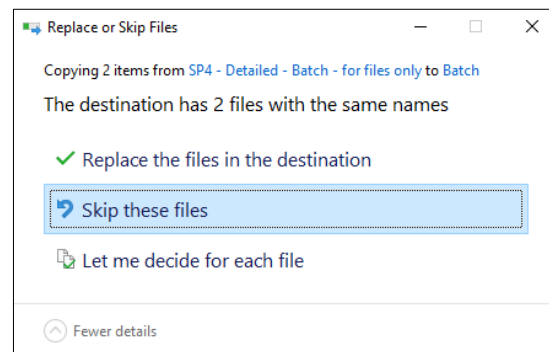 Replace or Skip Files
Copying 2 items from SP4 - Detailed - Batch - for files only to Batch
The destination has 2 files with the same names
Replace the files in the destination
Skip these files
Let me decide for each file
Fewer details